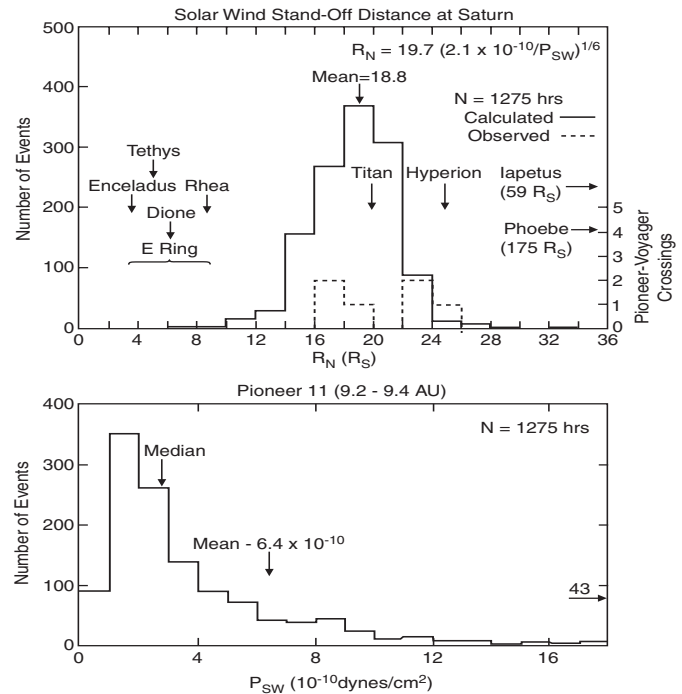 Solar Wind Stand-Off Distance at Saturn
500
400
300
200
100
0
Number of Events
R_N = 19.7 (2.1 x 10^-10/P_SW)^1/6
Mean=18.8
N = 1275 hrs
Calculated
Observed
Tethys
Enceladus
Rhea
Dione
E Ring
Titan
Hyperion
Iapetus
(59 R_S)
Phoebe
(175 R_S)
5
4
3
2
1
0
Pioneer-Voyager
Crossings
0 4 8 12 16 20 24 28 32 36
R_N (R_S)
Pioneer 11 (9.2 - 9.4 AU)
400
300
200
100
0
Number of Events
N = 1275 hrs
Median
Mean - 6.4 x 10^-10
43
0 4 8 12 16
P_SW (10^-10dynes/cm^2)